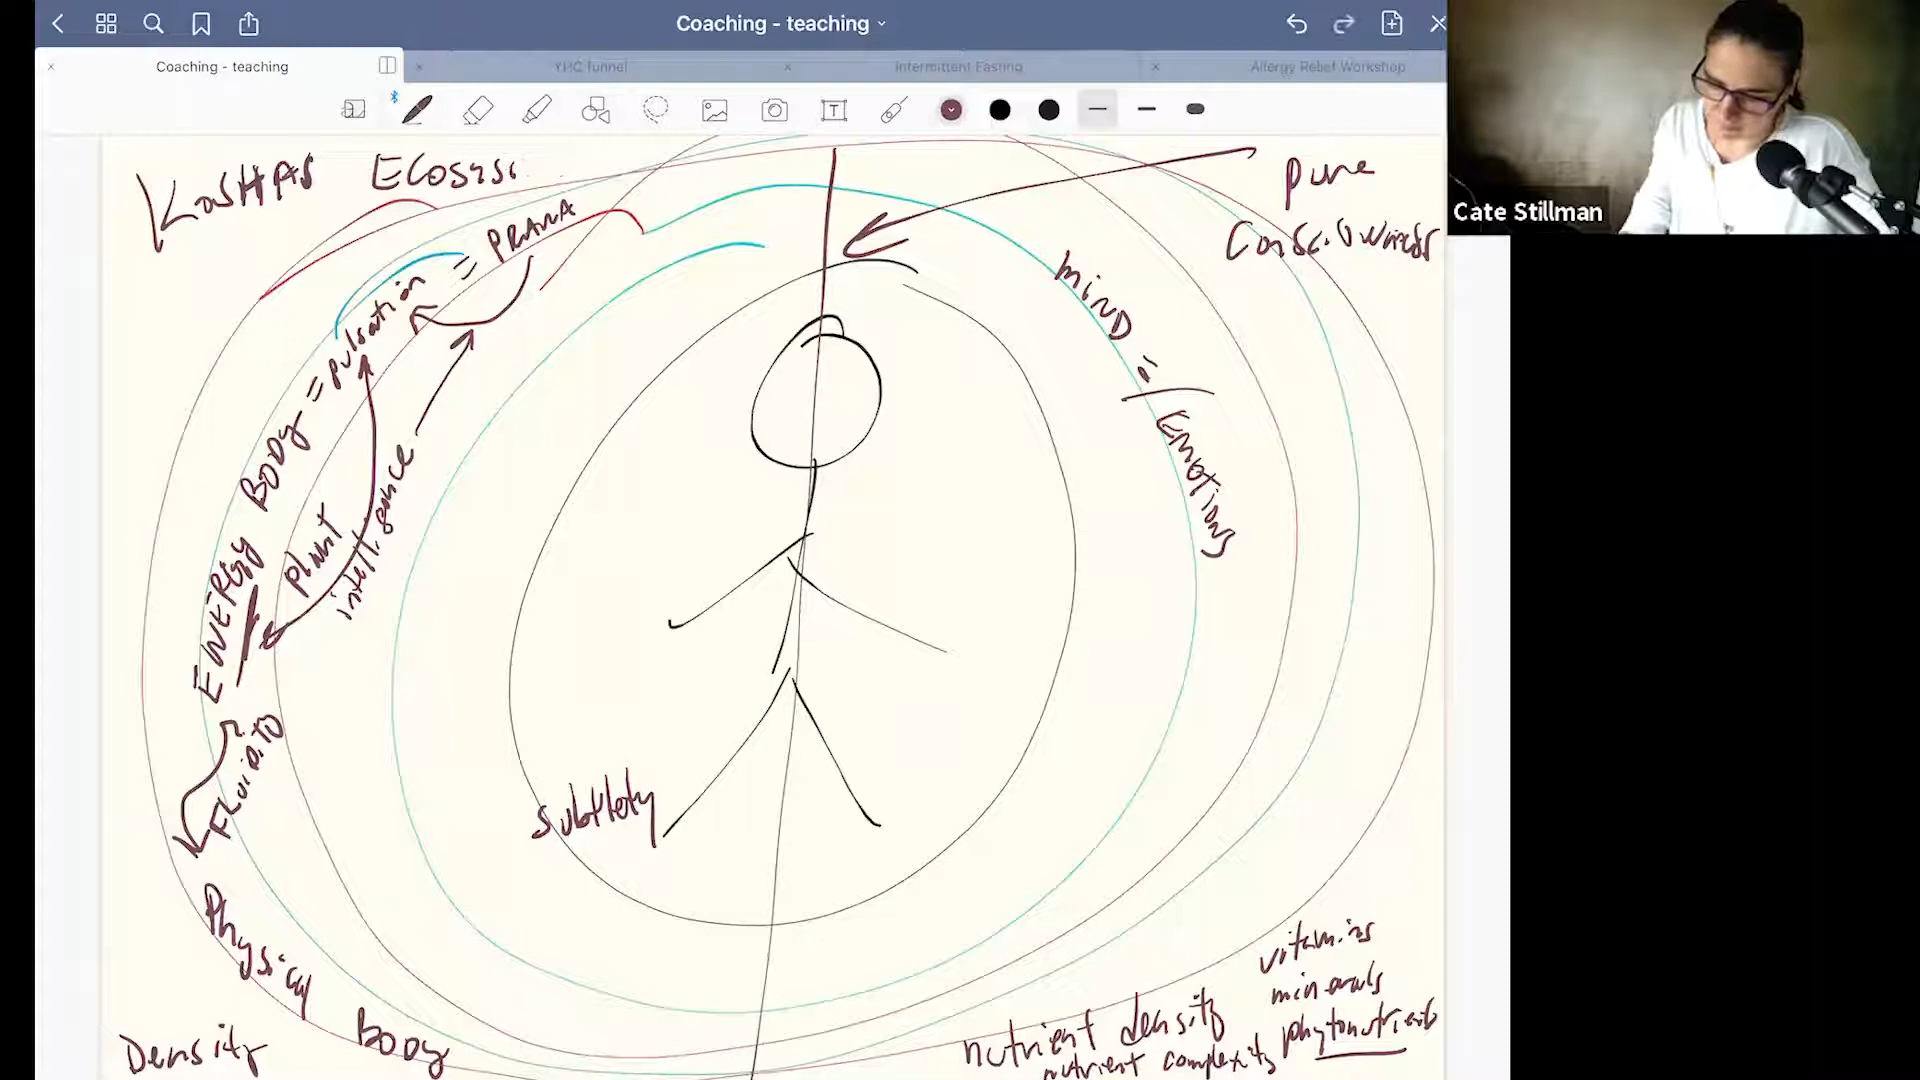 Coaching - teaching
Coaching - teaching
YHC funnel
Intermittent Fasting
Allergy Relief Workshop
Cate Stillman
KOSHAS ECOSYS
pure
Consciousness
ENERGY BODY = pulsation = PRANA
plant
intelligence
MIND = / Emotions
Fluidity
subtlety
Physical
Body
Density
vitamins
minerals
phytonutrients
nutrient density
nutrient complexity